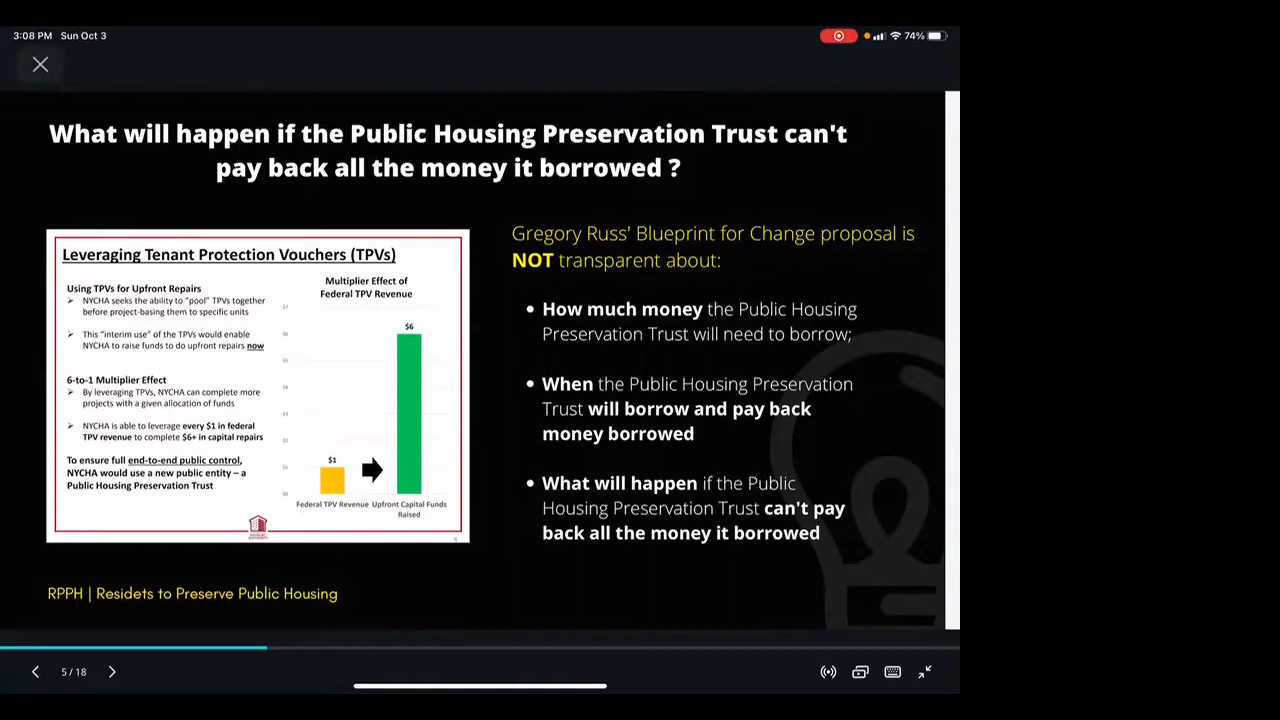 3:08 PM Sun Oct 3
74%
What will happen if the Public Housing Preservation Trust can't
pay back all the money it borrowed ?
Leveraging Tenant Protection Vouchers (TPVs)
Using TPVs for Upfront Repairs
NYCHA seeks the ability to "pool" TPVs together
before project-basing them to specific units
This "interim use" of the TPVs would enable
NYCHA to raise funds to do upfront repairs now
6-to-1 Multiplier Effect
By leveraging TPVs, NYCHA can complete more
projects with a given allocation of funds
NYCHA is able to leverage every $1 in federal
TPV revenue to complete $6+ in capital repairs
To ensure full end-to-end public control,
NYCHA would use a new public entity – a
Public Housing Preservation Trust
Multiplier Effect of
Federal TPV Revenue
$6
$1
Federal TPV Revenue
Upfront Capital Funds
Raised
Gregory Russ' Blueprint for Change proposal is
NOT transparent about:
How much money the Public Housing
Preservation Trust will need to borrow;
When the Public Housing Preservation
Trust will borrow and pay back
money borrowed
What will happen if the Public
Housing Preservation Trust can't pay
back all the money it borrowed
RPPH | Residets to Preserve Public Housing
5 / 18